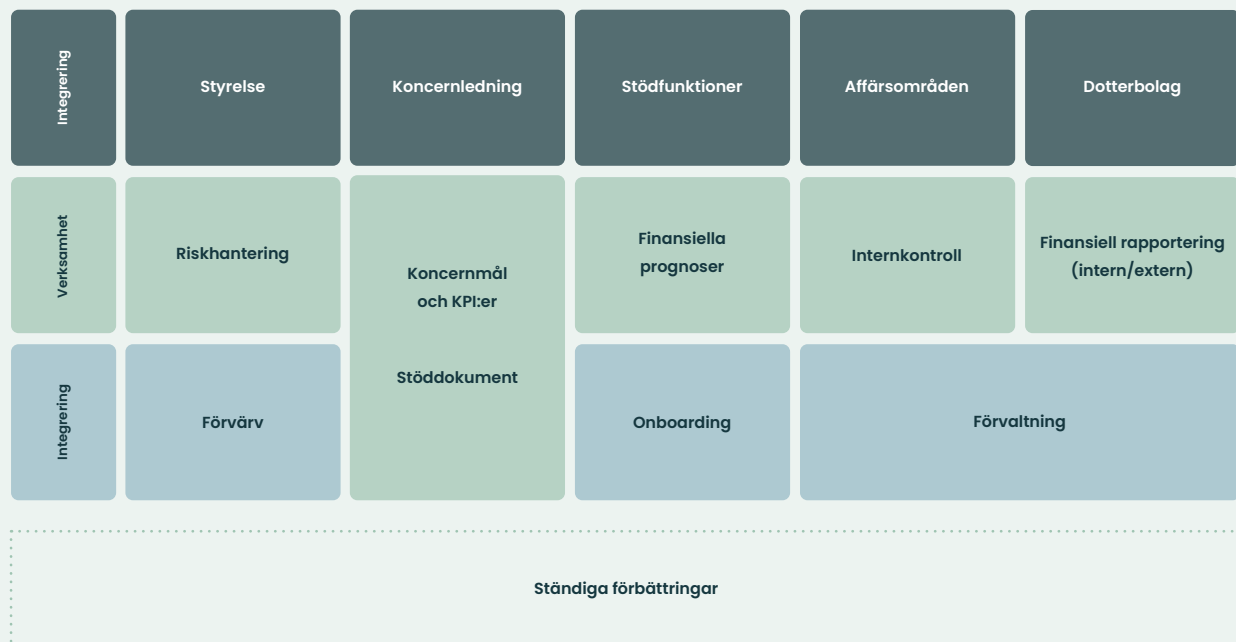 Integrering
Styrelse
Koncernledning
Stödfunktioner
Affärsområden
Dotterbolag
Verksamhet
Riskhantering
Koncernmål
och KPI:er
Stöddokument
Finansiella
prognoser
Internkontroll
Finansiell rapportering
(intern/extern)
Integrering
Förvärv
Onboarding
Förvaltning
Ständiga förbättringar